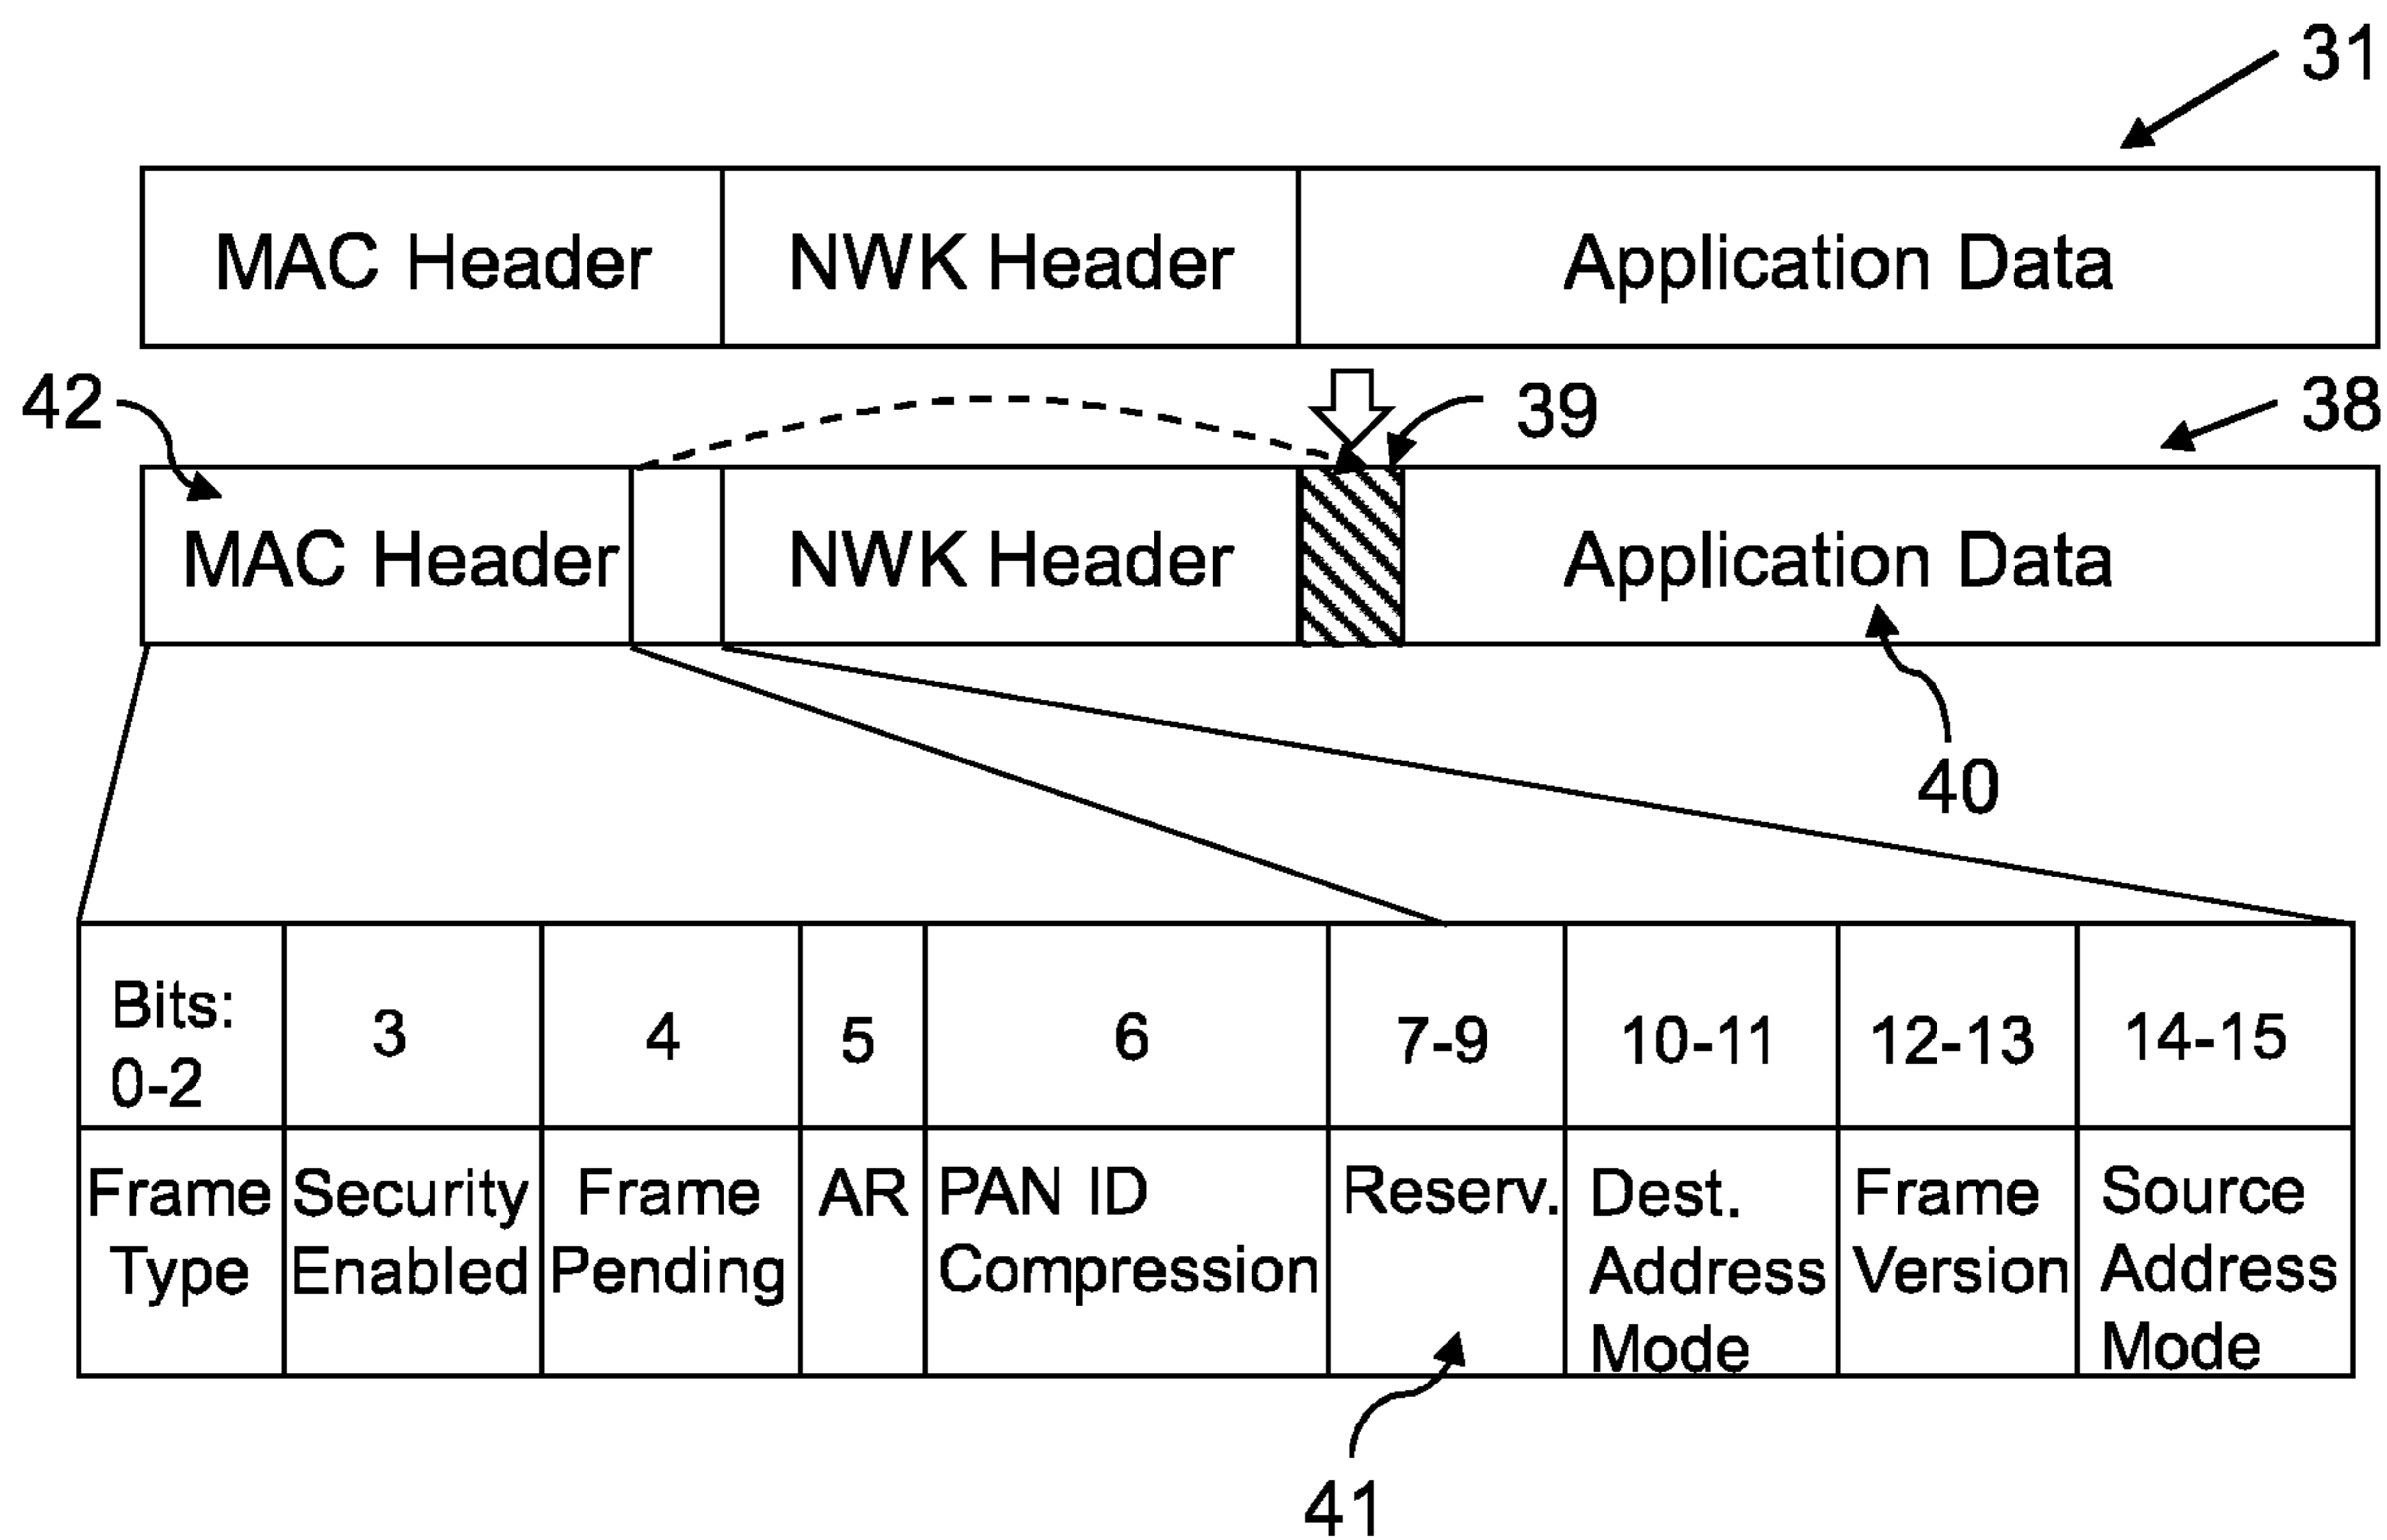 31
MAC Header NWK Header Application Data
42 39 38
MAC Header NWK Header Application Data
40
Bits: 0-2 3 4 5 6 7-9 10-11 12-13 14-15
Frame Type Security Enabled Frame Pending AR PAN ID Compression Reserv. Dest. Address Mode Frame Version Source Address Mode
41